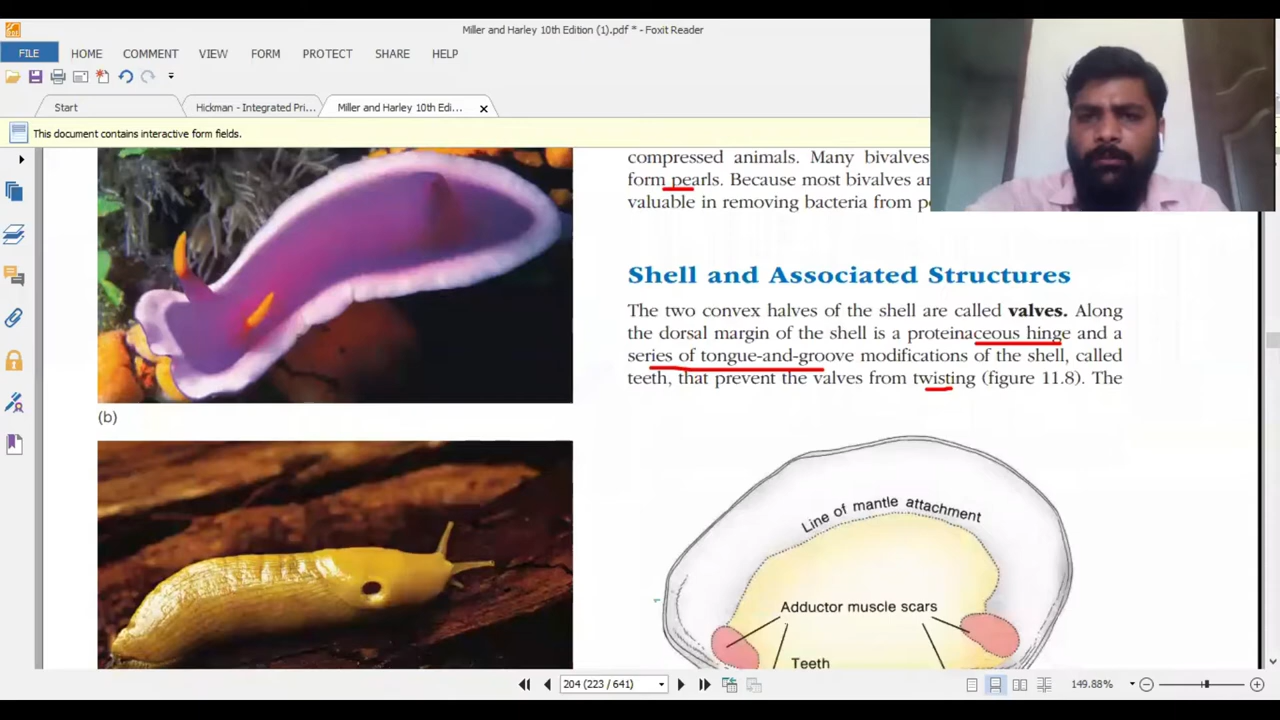 Miller and Harley 10th Edition (1).pdf * - Foxit Reader
FILE HOME COMMENT VIEW FORM PROTECT SHARE HELP
Start Hickman - Integrated Pri... Miller and Harley 10th Edi...
This document contains interactive form fields.
(b)
compressed animals. Many bivalves
form pearls. Because most bivalves
valuable in removing bacteria from
Shell and Associated Structures
The two convex halves of the shell are called valves. Along
the dorsal margin of the shell is a proteinaceous hinge and a
series of tongue-and-groove modifications of the shell, called
teeth, that prevent the valves from twisting (figure 11.8). The
Line of mantle attachment
Adductor muscle scars
Teeth
204 (223 / 641)
149.88%